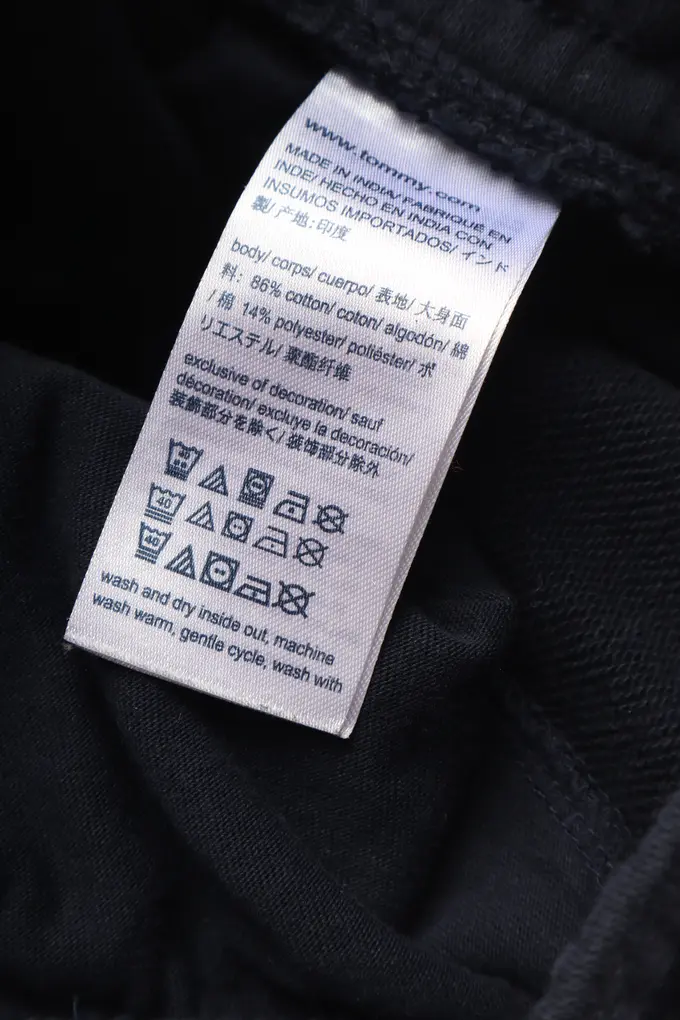 www.tommy.com
MADE IN INDIA/ FABRIQUÉ EN
INDE/ HECHO EN INDIA CON
INSUMOS IMPORTADOS/ インド
製/ 产地: 印度
body/ corps/ cuerpo/ 表地/ 大身面
料: 86% cotton/ coton/ algodón/ 綿
/ 棉 14% polyester/ poliéster/ ポ
リエステル/ 聚酯纤维
exclusive of decoration/ sauf
décoration/ excluye la decoración/
装飾部分を除く/ 装饰部分除外
40
40
40
wash and dry inside out, machine
wash warm, gentle cycle, wash with